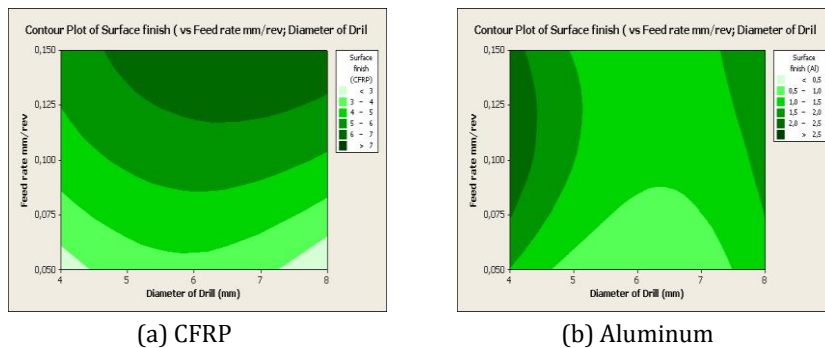 Contour Plot of Surface finish ( vs Feed rate mm/rev; Diameter of Dril
Surface
finish
(CFRP)
< 3
3 – 4
4 – 5
5 – 6
6 – 7
> 7
Feed rate mm/rev
0,150
0,125
0,100
0,075
0,050
4 5 6 7 8
Diameter of Drill (mm)
(a) CFRP
Contour Plot of Surface finish ( vs Feed rate mm/rev; Diameter of Dril
Surface
finish (Al)
< 0,5
0,5 – 1,0
1,0 – 1,5
1,5 – 2,0
2,0 – 2,5
> 2,5
Feed rate mm/rev
0,150
0,125
0,100
0,075
0,050
4 5 6 7 8
Diameter of Drill (mm)
(b) Aluminum